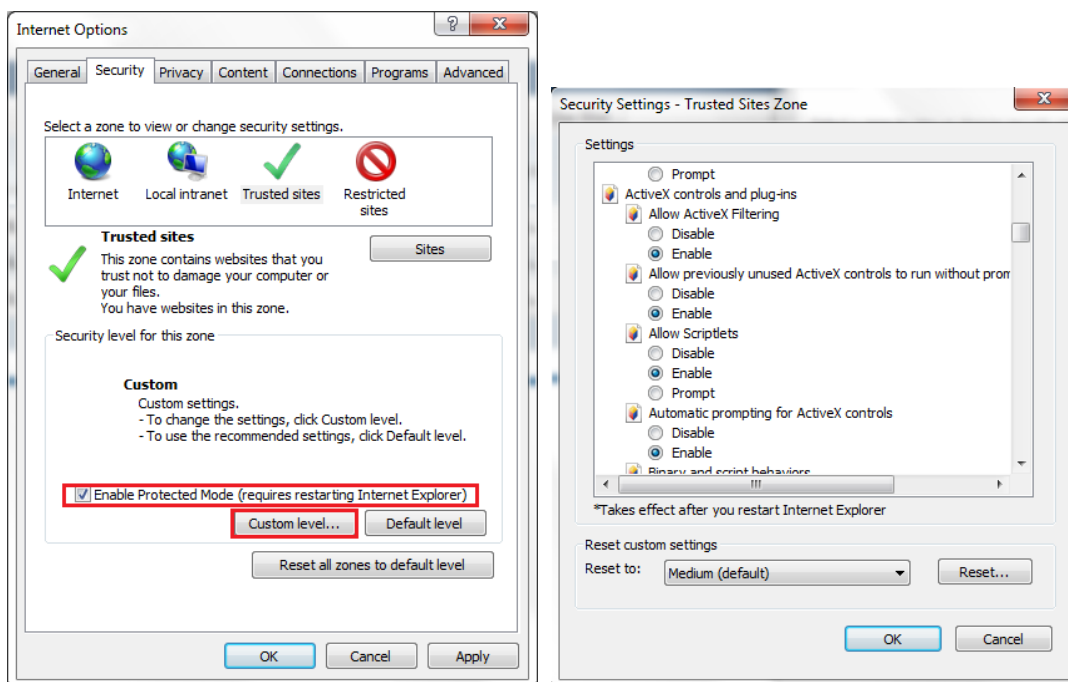 Internet Options
General Security Privacy Content Connections Programs Advanced
Select a zone to view or change security settings.
Internet Local intranet Trusted sites Restricted
sites
Trusted sites
Sites
This zone contains websites that you
trust not to damage your computer or
your files.
You have websites in this zone.
Security level for this zone
Custom
Custom settings.
- To change the settings, click Custom level.
- To use the recommended settings, click Default level.
Enable Protected Mode (requires restarting Internet Explorer)
Custom level... Default level
Reset all zones to default level
OK Cancel Apply
Security Settings - Trusted Sites Zone
Settings
Prompt
ActiveX controls and plug-ins
Allow ActiveX Filtering
Disable
Enable
Allow previously unused ActiveX controls to run without prom
Disable
Enable
Allow Scriptlets
Disable
Enable
Prompt
Automatic prompting for ActiveX controls
Disable
Enable
Binary and script behaviors
*Takes effect after you restart Internet Explorer
Reset custom settings
Reset to: Medium (default) Reset...
OK Cancel